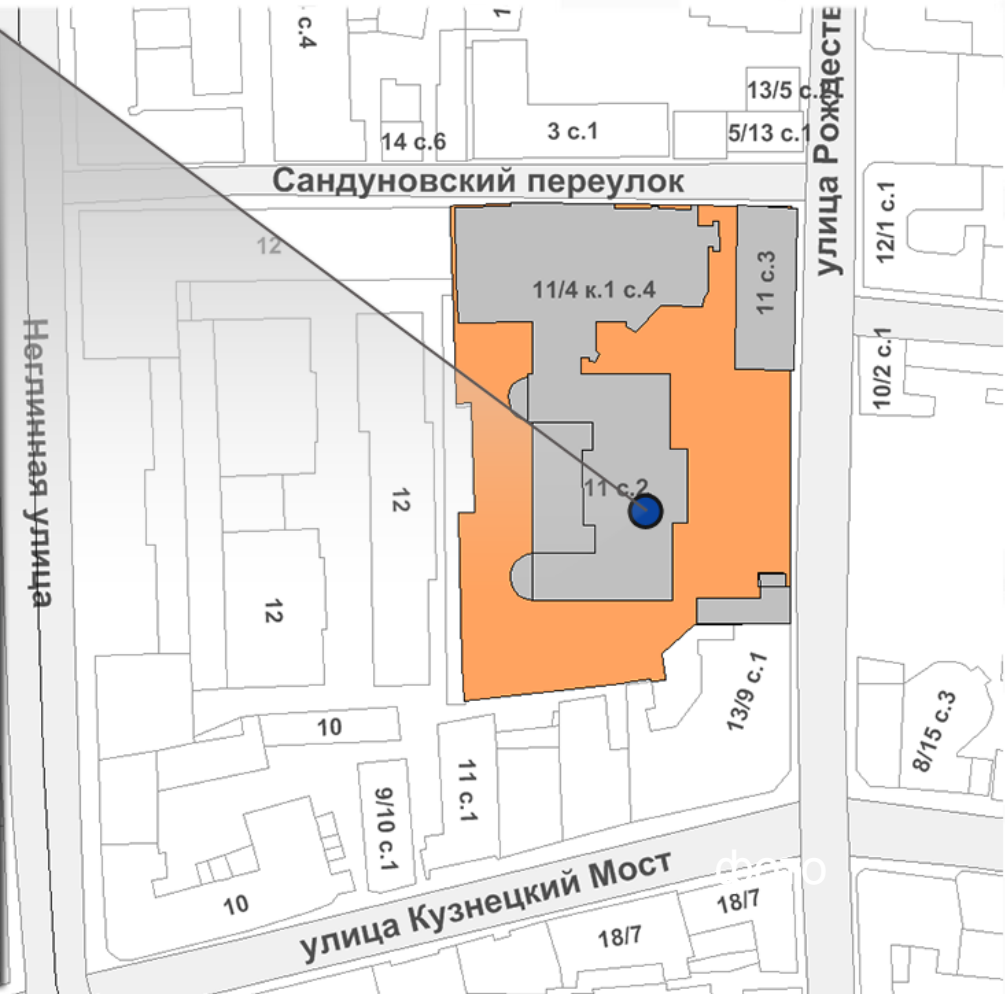 с.4
1
13/5 с.
14 с.6
3 с.1
5/13 с.1
Сандуновский переулок
улица Рождеств
12/1 с.1
12
11/4 к.1 с.4
11 с.3
10/2 с.1
Неглинная улица
12
11 с.2
12
13/9 с.1
8/15 с.3
10
11 с.1
9/10 с.1
улица Кузнецкий Мост
фото
10
18/7
18/7